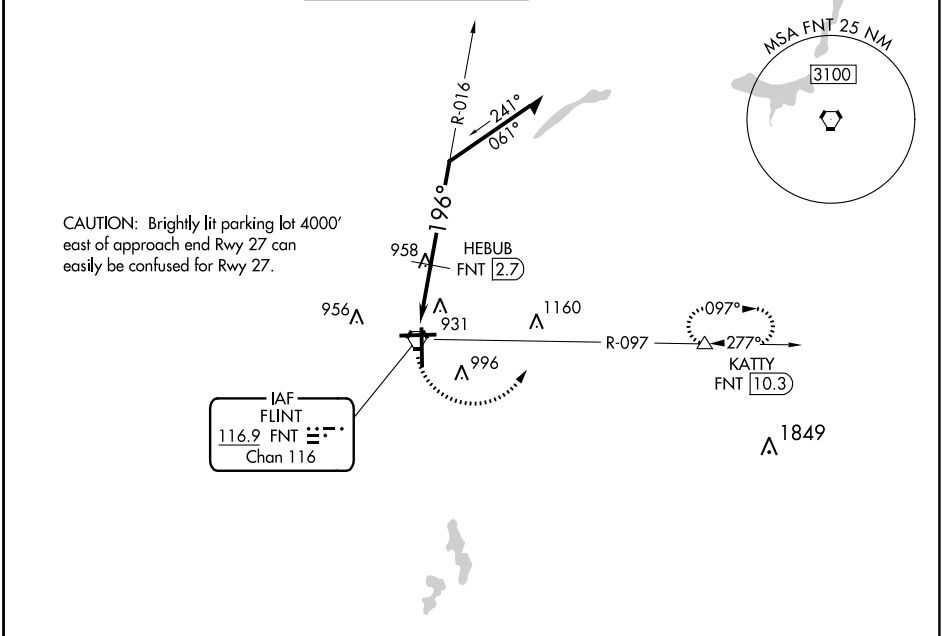 MSA FNT 25 NM
3100
R-016
241°
061°
196°
CAUTION: Brightly lit parking lot 4000'
east of approach end Rwy 27 can
easily be confused for Rwy 27.
958
HEBUB
FNT 2.7
956
931
1160
996
R-097
097°
277°
KATTY
FNT 10.3
IAF
FLINT
116.9 FNT
Chan 116
1849